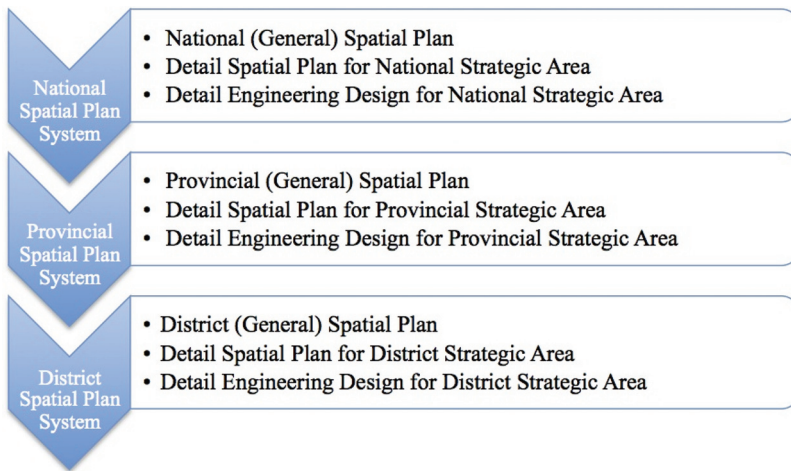 National
Spatial Plan
System
• National (General) Spatial Plan
• Detail Spatial Plan for National Strategic Area
• Detail Engineering Design for National Strategic Area
Provincial
Spatial Plan
System
• Provincial (General) Spatial Plan
• Detail Spatial Plan for Provincial Strategic Area
• Detail Engineering Design for Provincial Strategic Area
District
Spatial Plan
System
• District (General) Spatial Plan
• Detail Spatial Plan for District Strategic Area
• Detail Engineering Design for District Strategic Area